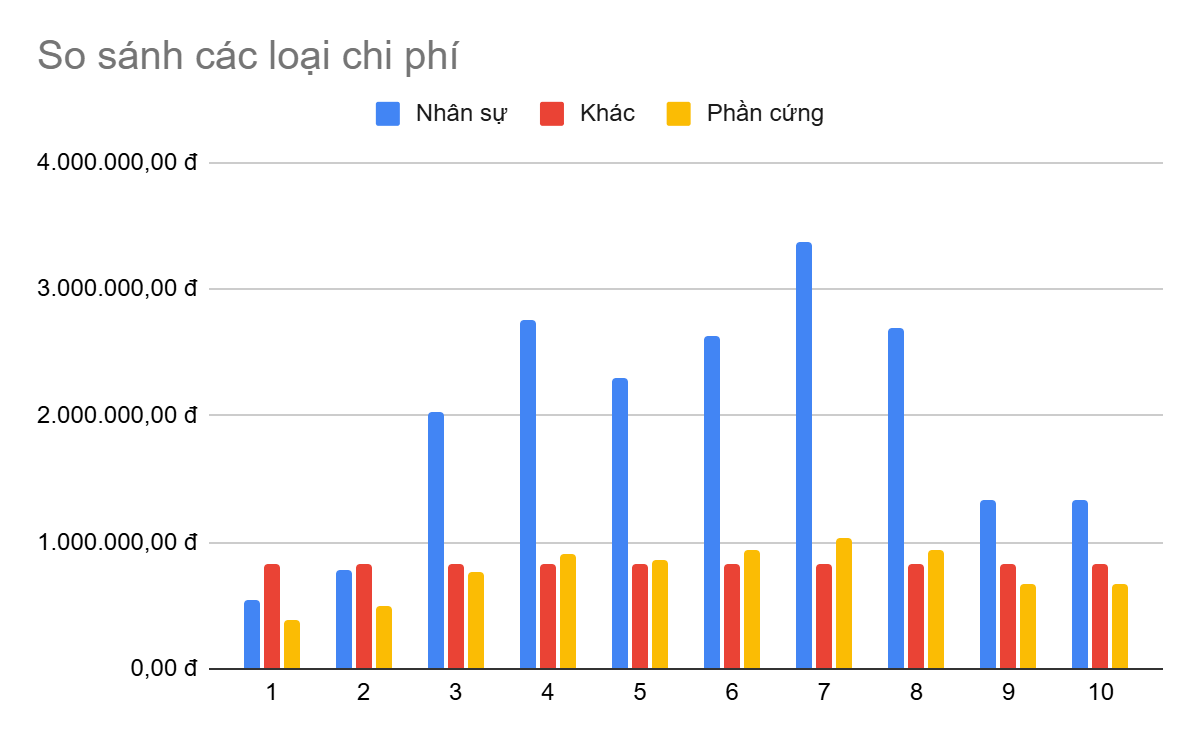 So sánh các loại chi phí
Nhân sự Khác Phần cứng
4.000.000,00 đ
3.000.000,00 đ
2.000.000,00 đ
1.000.000,00 đ
0,00 đ
1 2 3 4 5 6 7 8 9 10